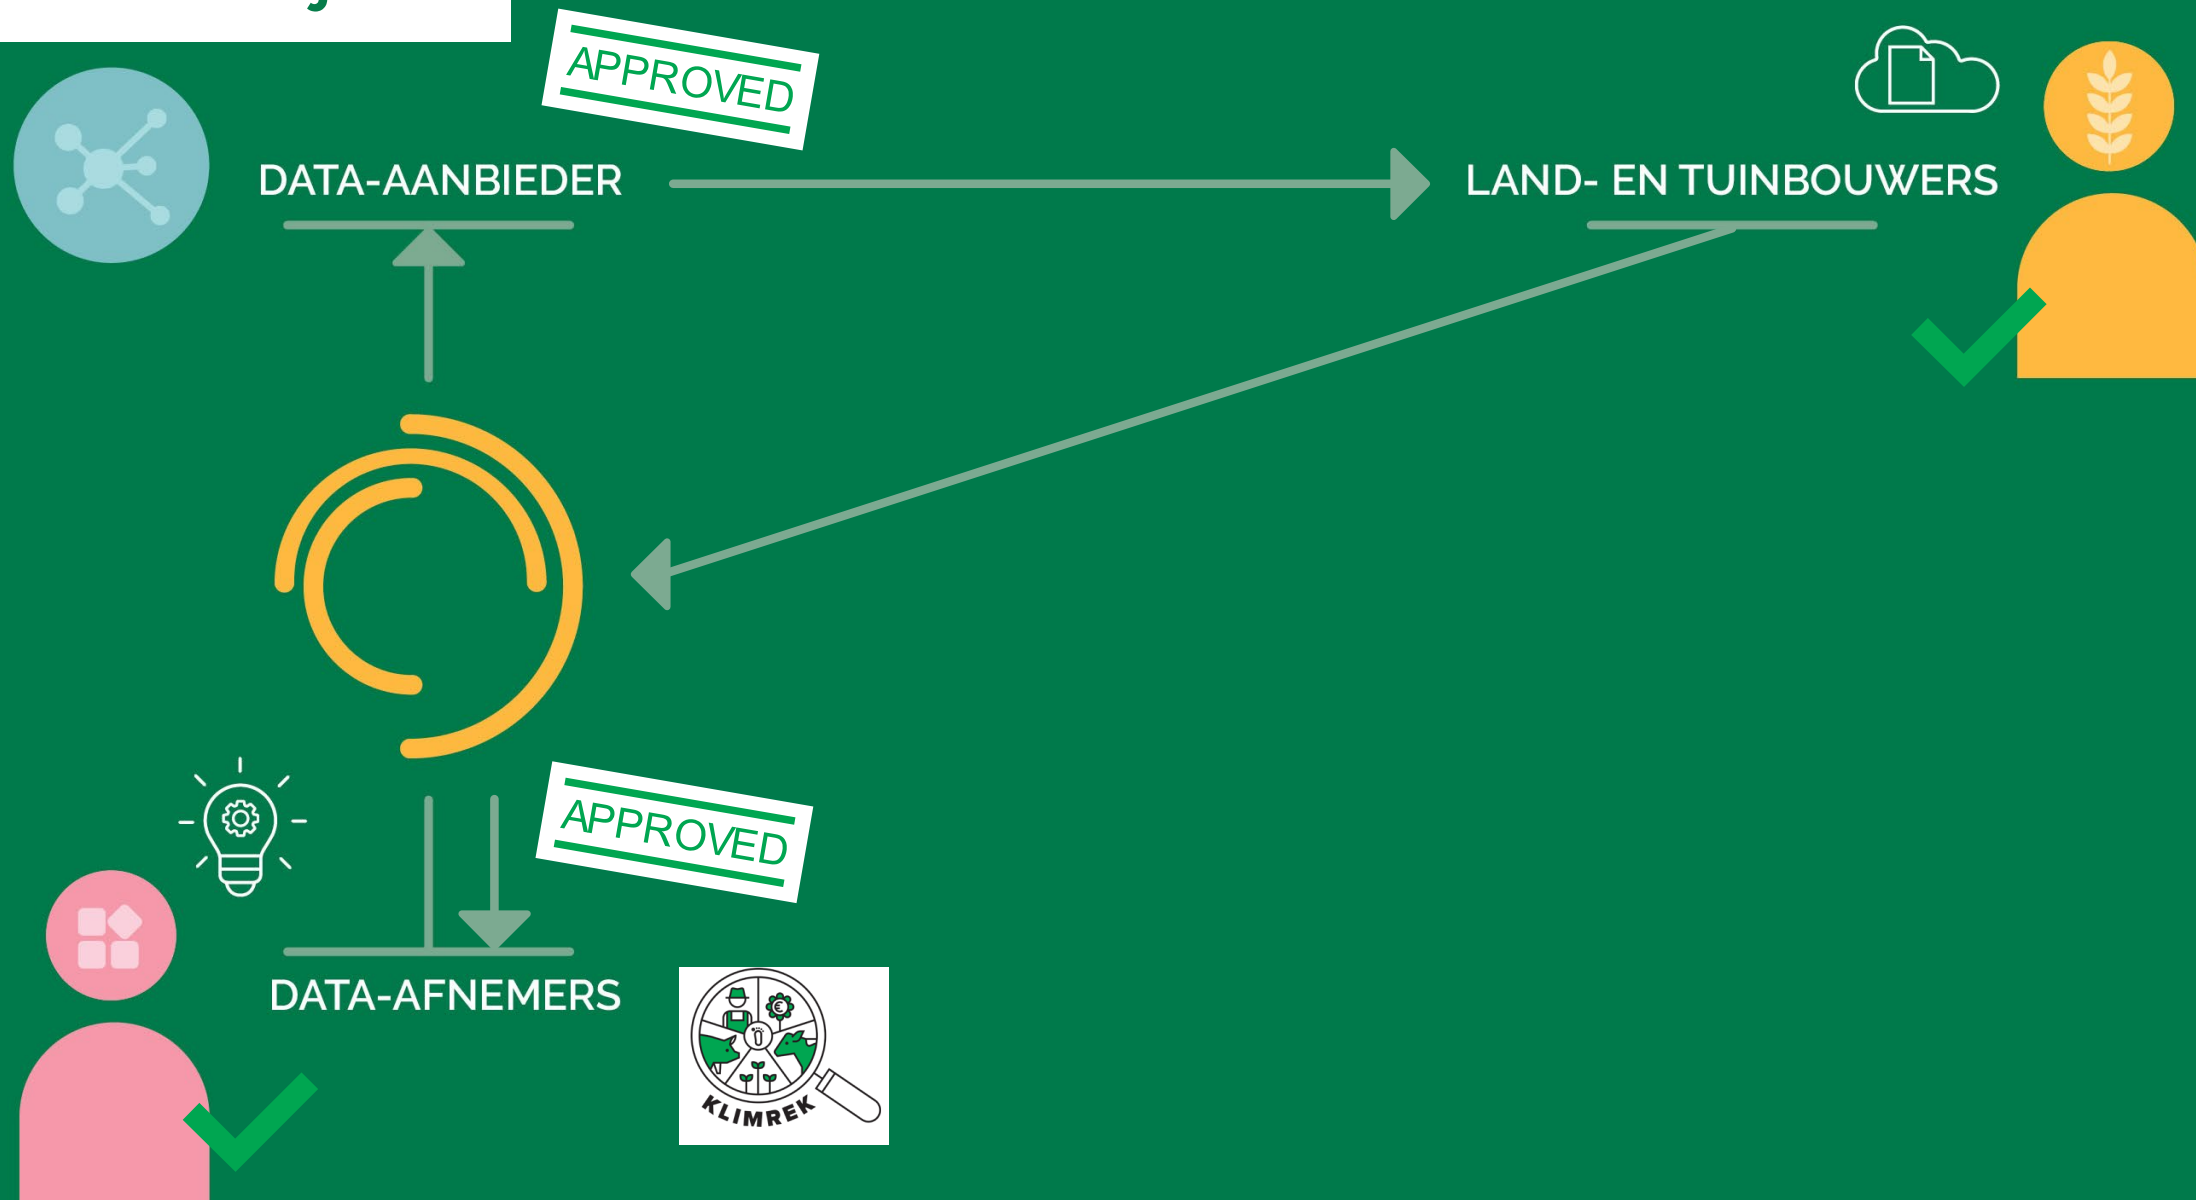 APPROVED
DATA-AANBIEDER
LAND- EN TUINBOUWERS
APPROVED
DATA-AFNEMERS
KLIMREK